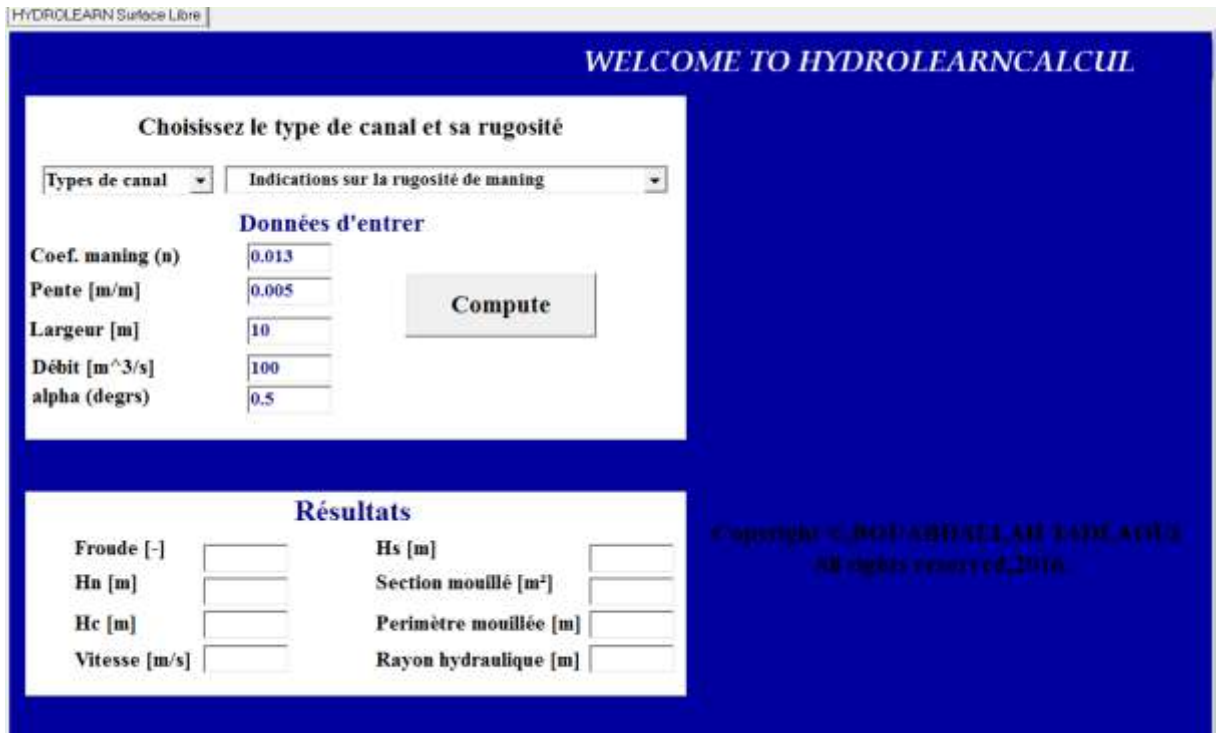 HYDROLEARN Surface Libre
WELCOME TO HYDROLEARNCALCUL
Choisissez le type de canal et sa rugosité
Types de canal
Indications sur la rugosité de maning
Données d'entrer
Coef. maning (n) 0.013
Pente [m/m] 0.005
Compute
Largeur [m] 10
Débit [m^3/s] 100
alpha (degrs) 0.5
Résultats
Froude [-] Hs [m]
Hn [m] Section mouillé [m²]
Hc [m] Perimètre mouillée [m]
Vitesse [m/s] Rayon hydraulique [m]
Copyright ©
All rights reserved,2016.